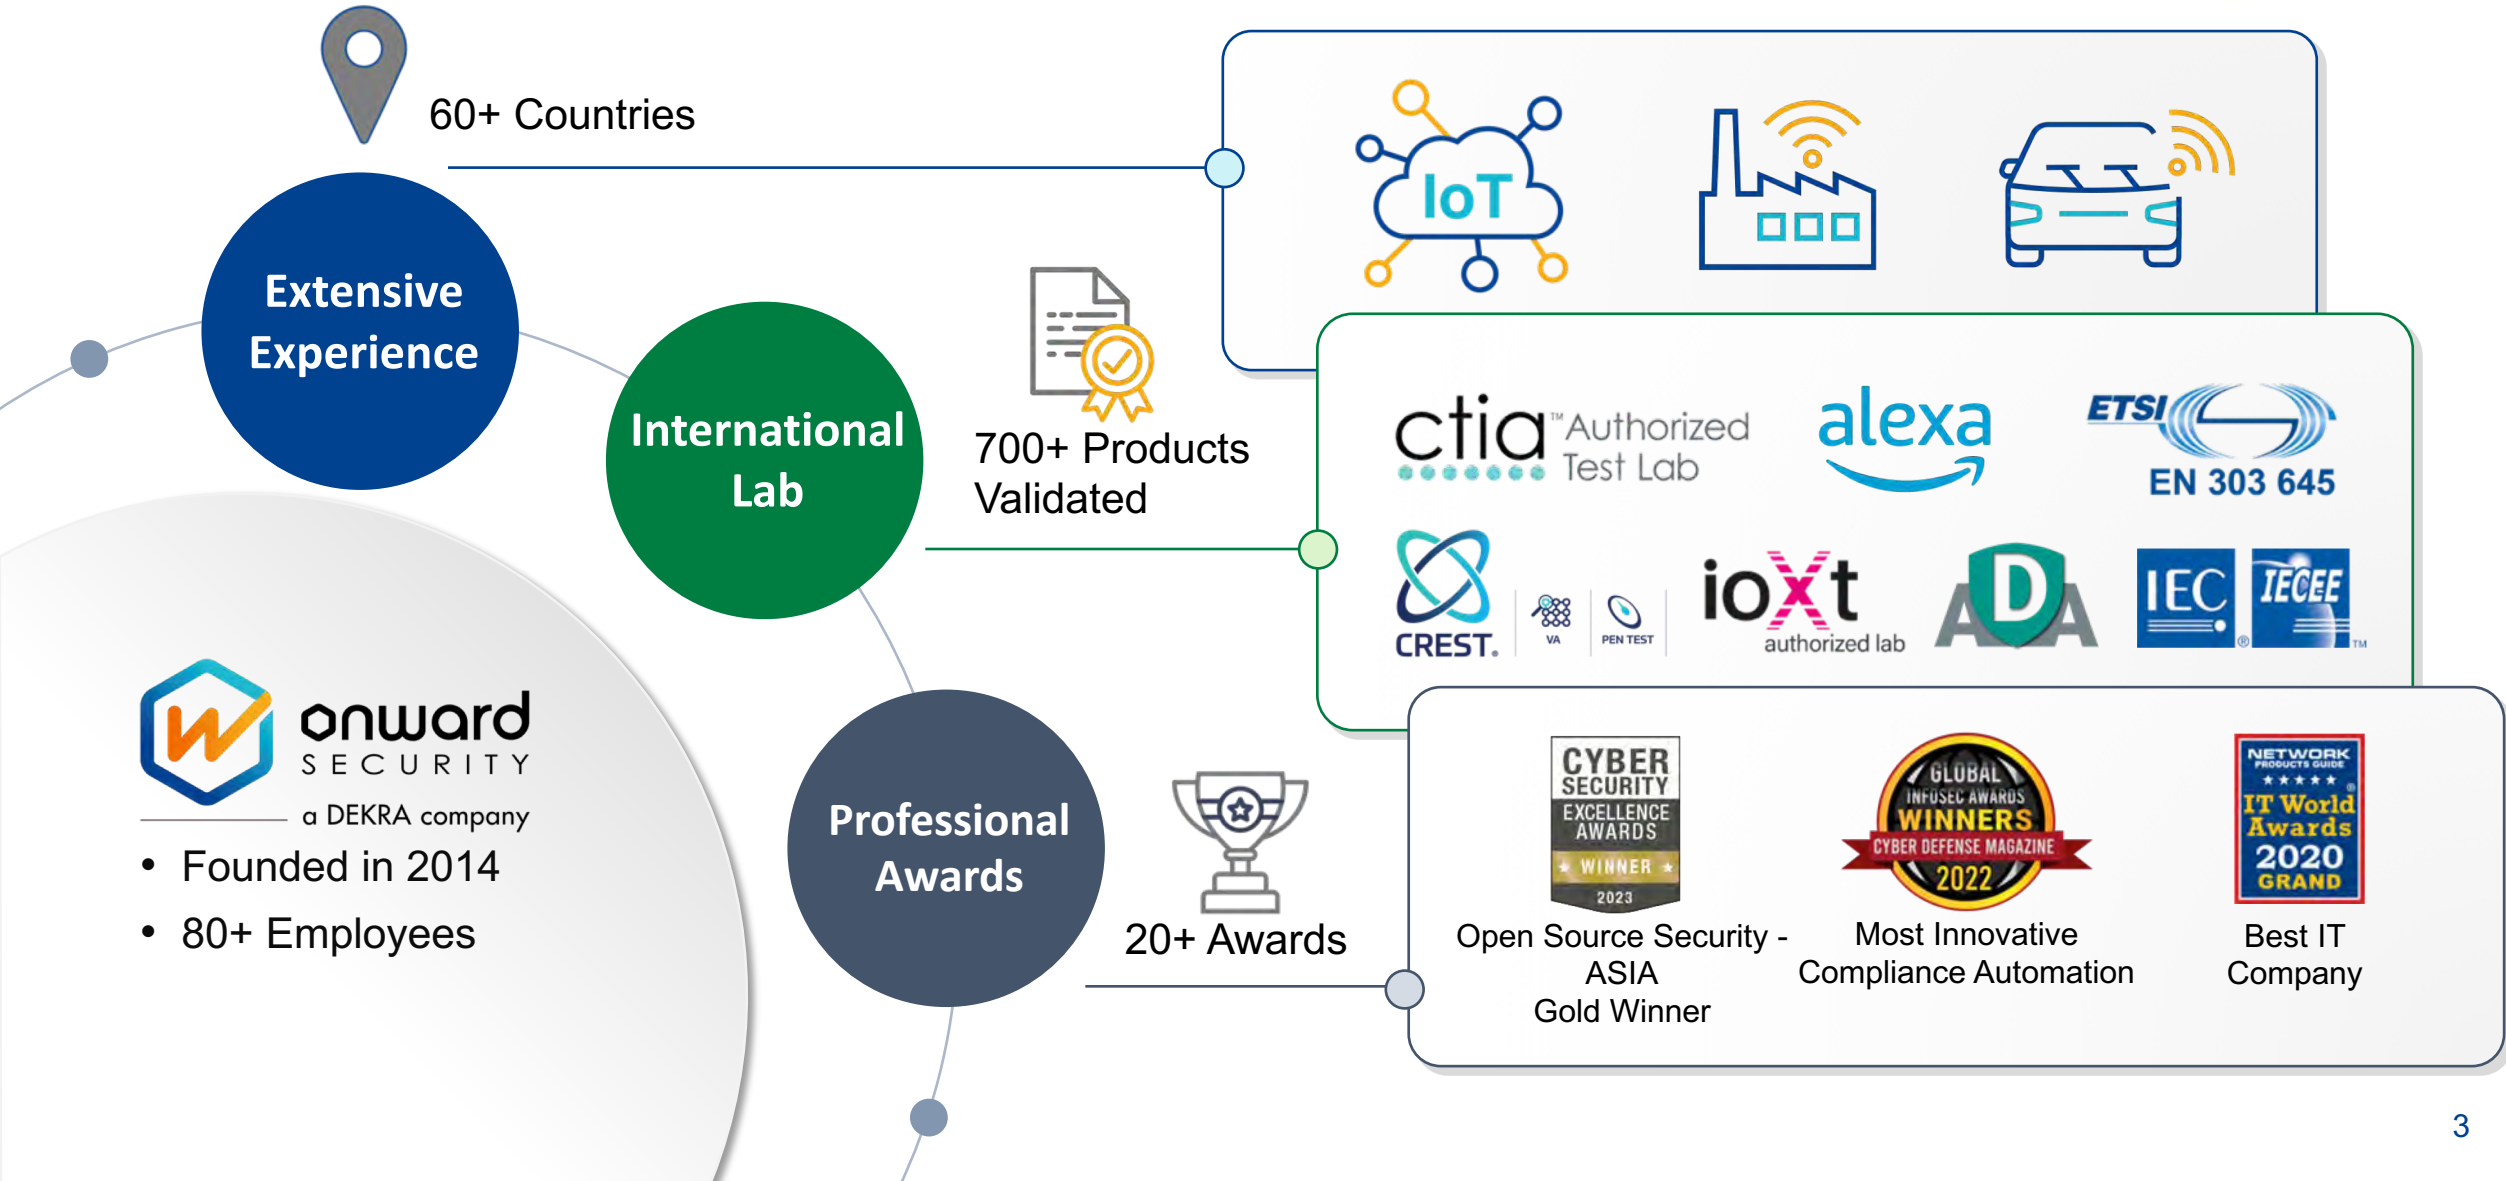 60+ Countries
IoT
Extensive
Experience
International
Lab
700+ Products
Validated
ctia™ Authorized
Test Lab
alexa
ETSI
EN 303 645
CREST®
VA
PEN TEST
ioxt
authorized lab
ADA
IEC®
IECEE™
onward
SECURITY
a DEKRA company
• Founded in 2014
• 80+ Employees
Professional
Awards
20+ Awards
CYBER
SECURITY
EXCELLENCE
AWARDS
★ WINNER ★
2023
Open Source Security -
ASIA
Gold Winner
GLOBAL
INFOSEC AWARDS
WINNERS
CYBER DEFENSE MAGAZINE
2022
Most Innovative
Compliance Automation
NETWORK
PRODUCTS GUIDE
★★★★★
IT World®
Awards
2020
GRAND
Best IT
Company
3